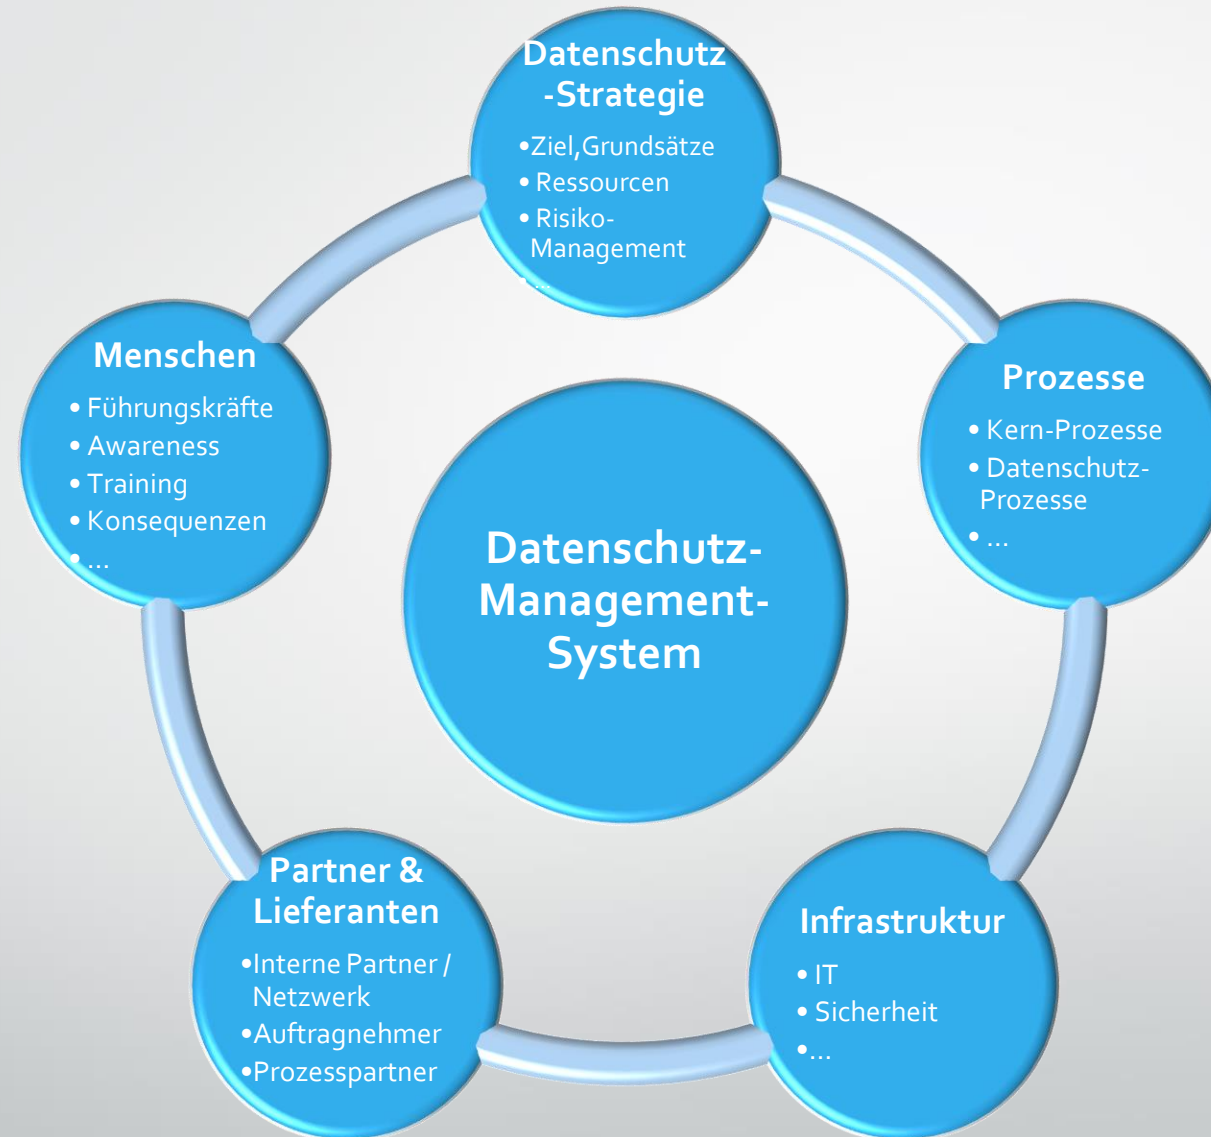 Datenschutz
-Strategie
•Ziel,Grundsätze
• Ressourcen
• Risiko-
Management
• ...
Menschen
• Führungskräfte
• Awareness
• Training
• Konsequenzen
• ...
Prozesse
• Kern-Prozesse
• Datenschutz-
Prozesse
• ...
Datenschutz-
Management-
System
Partner &
Lieferanten
•Interne Partner /
Netzwerk
•Auftragnehmer
•Prozesspartner
Infrastruktur
• IT
• Sicherheit
•...